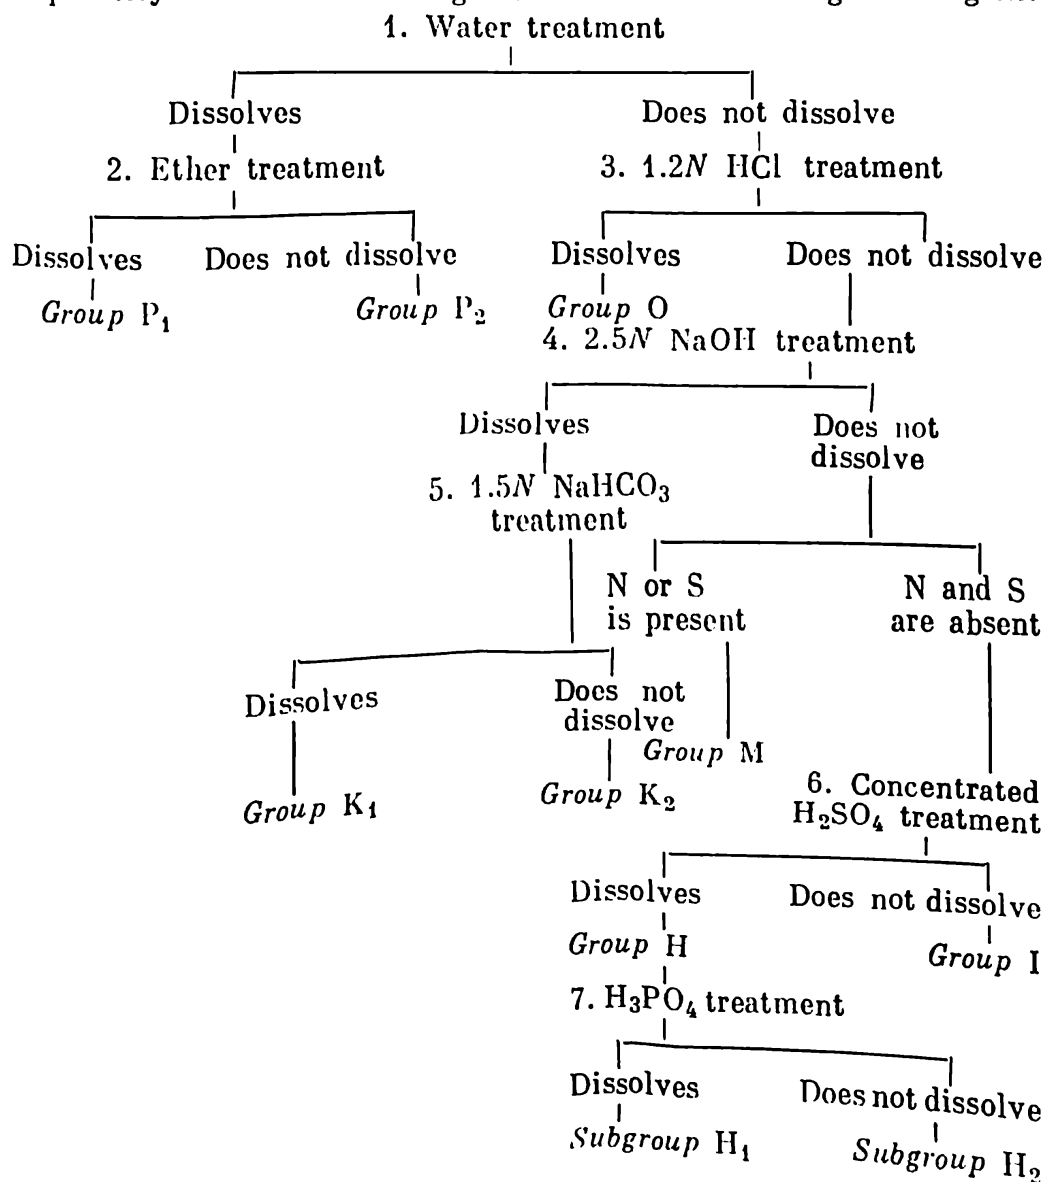 1. Water treatment
Dissolves Does not dissolve
2. Ether treatment 3. 1.2N HCl treatment
Dissolves Does not dissolve Dissolves Does not dissolve
Group P₁ Group P₂ Group O
4. 2.5N NaOH treatment
Dissolves Does not
dissolve
5. 1.5N NaHCO₃
treatment
N or S N and S
is present are absent
Dissolves Does not
dissolve
Group M
Group K₁ Group K₂ 6. Concentrated
H₂SO₄ treatment
Dissolves Does not dissolve
Group H Group I
7. H₃PO₄ treatment
Dissolves Does not dissolve
Subgroup H₁ Subgroup H₂